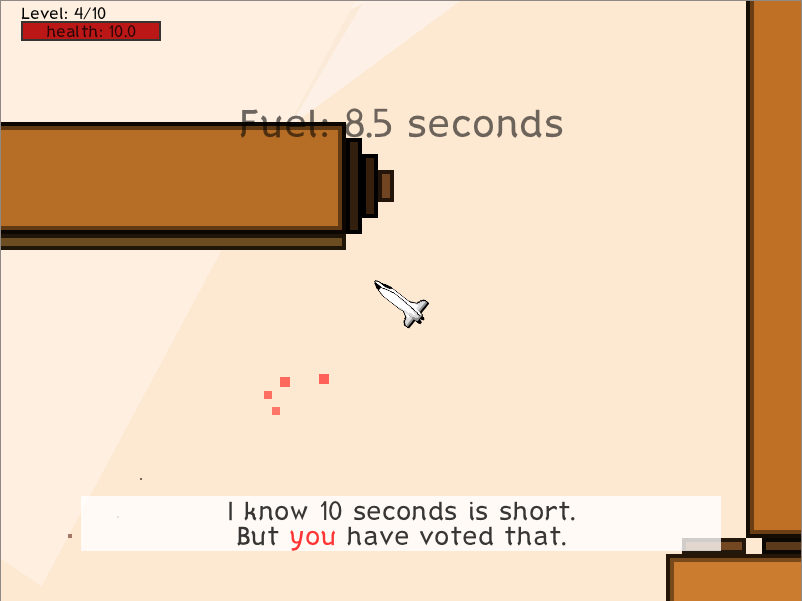 Level: 4/10
health: 10.0
Fuel: 8.5 seconds
I know 10 seconds is short.
But you have voted that.